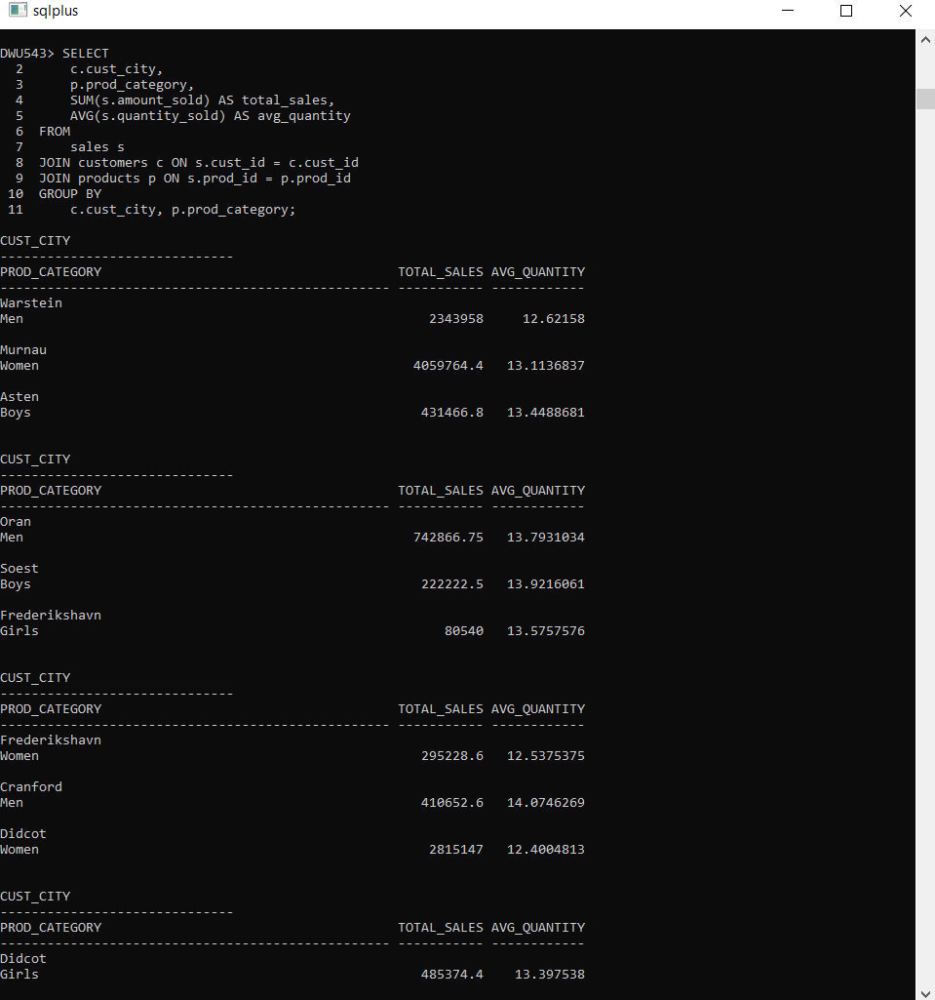 sqlplus
DWU543> SELECT
  2      c.cust_city,
  3      p.prod_category,
  4      SUM(s.amount_sold) AS total_sales,
  5      AVG(s.quantity_sold) AS avg_quantity
  6  FROM
  7      sales s
  8  JOIN customers c ON s.cust_id = c.cust_id
  9  JOIN products p ON s.prod_id = p.prod_id
 10  GROUP BY
 11      c.cust_city, p.prod_category;
CUST_CITY
------------------------------
PROD_CATEGORY                                      TOTAL_SALES AVG_QUANTITY
-------------------------------------------------- ----------- ------------
Warstein
Men                                                    2343958     12.62158
Murnau
Women                                                4059764.4   13.1136837
Asten
Boys                                                  431466.8   13.4488681
CUST_CITY
------------------------------
PROD_CATEGORY                                      TOTAL_SALES AVG_QUANTITY
-------------------------------------------------- ----------- ------------
Oran
Men                                                  742866.75   13.7931034
Soest
Boys                                                  222222.5   13.9216061
Frederikshavn
Girls                                                    80540   13.5757576
CUST_CITY
------------------------------
PROD_CATEGORY                                      TOTAL_SALES AVG_QUANTITY
-------------------------------------------------- ----------- ------------
Frederikshavn
Women                                                 295228.6   12.5375375
Cranford
Men                                                   410652.6   14.0746269
Didcot
Women                                                  2815147   12.4004813
CUST_CITY
------------------------------
PROD_CATEGORY                                      TOTAL_SALES AVG_QUANTITY
-------------------------------------------------- ----------- ------------
Didcot
Girls                                                 485374.4    13.397538